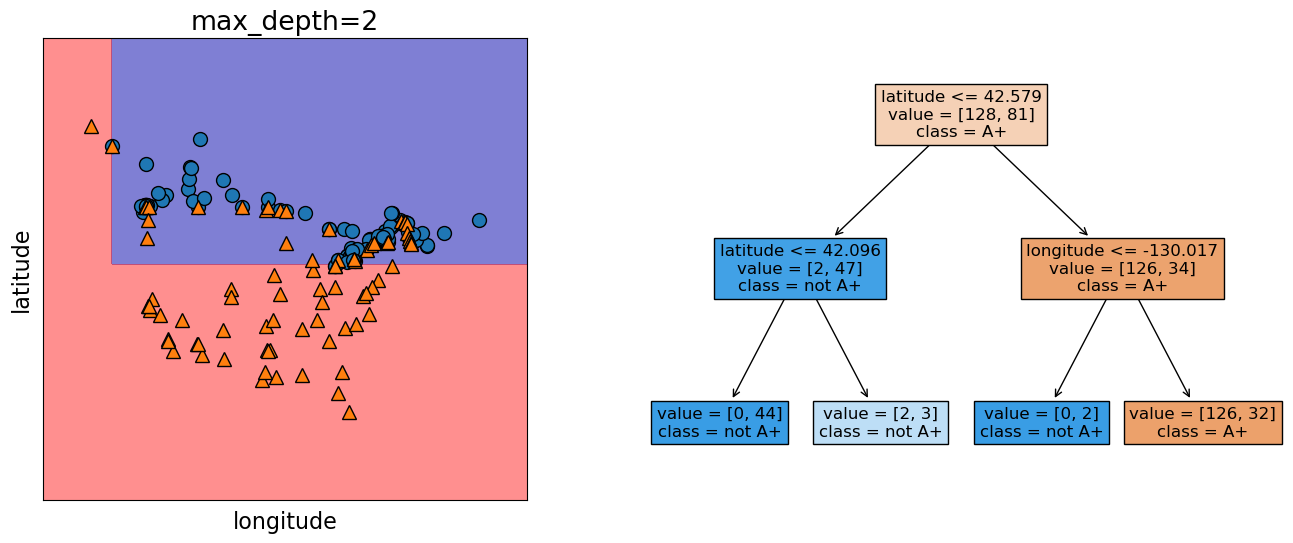 max_depth=2
latitude
longitude
latitude <= 42.579
value = [128, 81]
class = A+
latitude <= 42.096
value = [2, 47]
class = not A+
longitude <= -130.017
value = [126, 34]
class = A+
value = [0, 44]
class = not A+
value = [2, 3]
class = not A+
value = [0, 2]
class = not A+
value = [126, 32]
class = A+